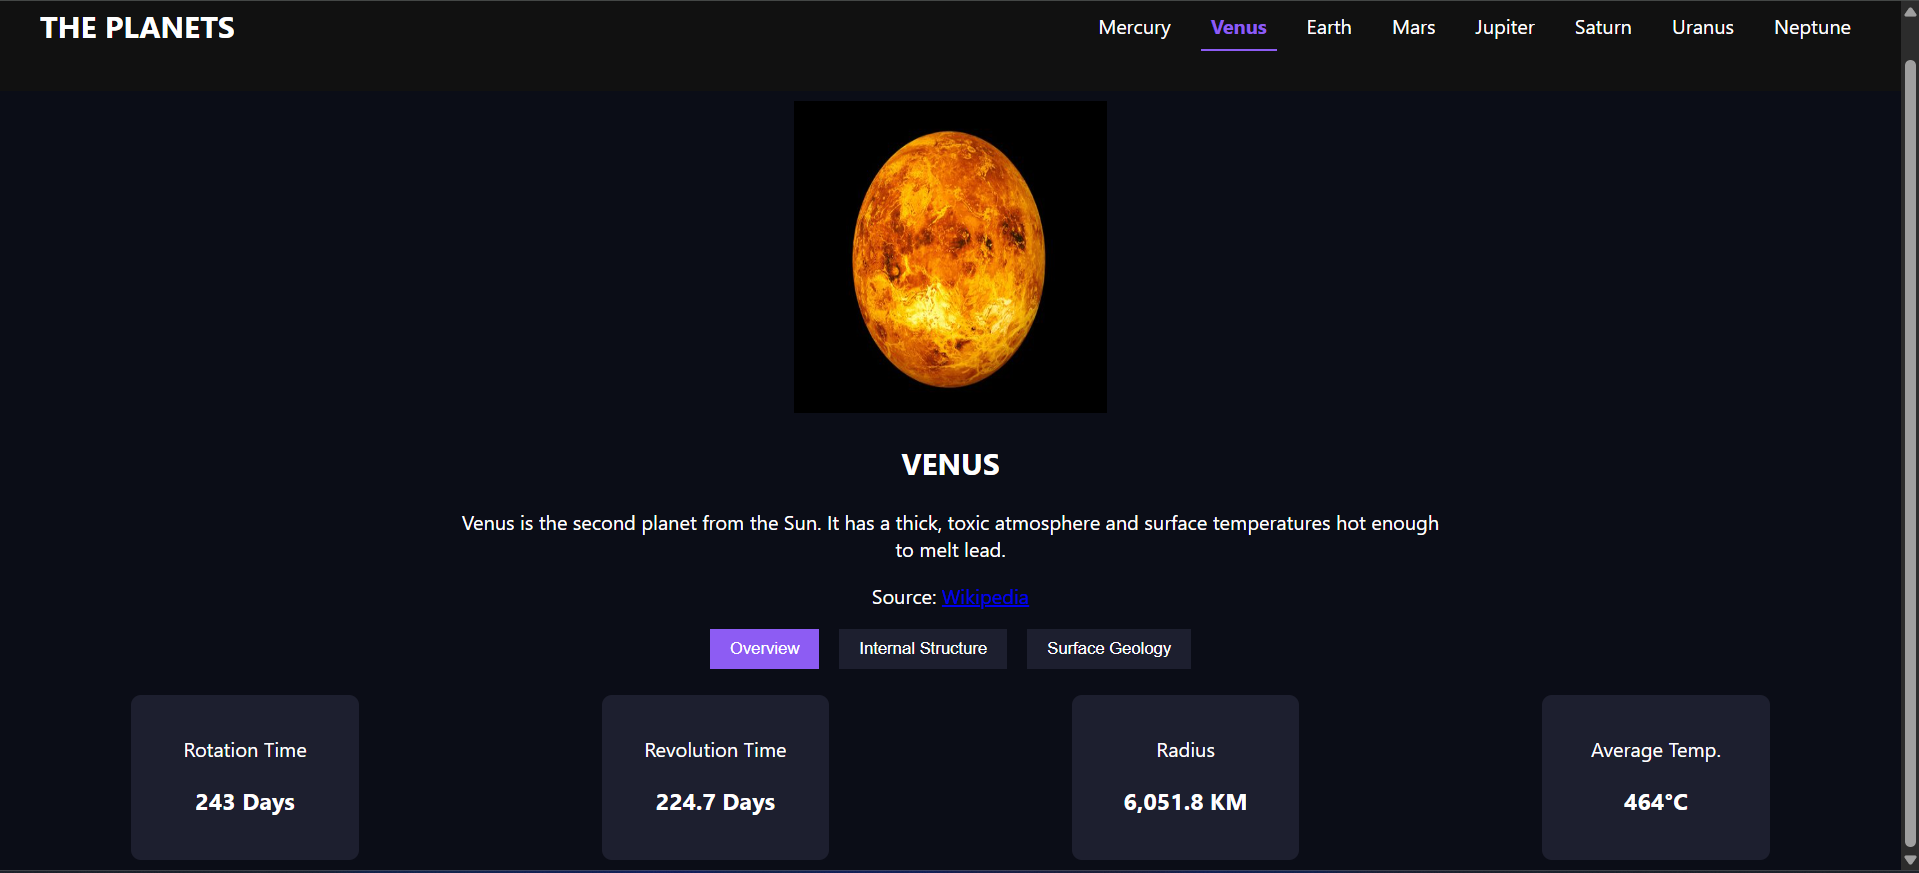 THE PLANETS
Mercury Venus Earth Mars Jupiter Saturn Uranus Neptune
VENUS
Venus is the second planet from the Sun. It has a thick, toxic atmosphere and surface temperatures hot enough
to melt lead.
Source: Wikipedia
Overview Internal Structure Surface Geology
Rotation Time
243 Days
Revolution Time
224.7 Days
Radius
6,051.8 KM
Average Temp.
464°C